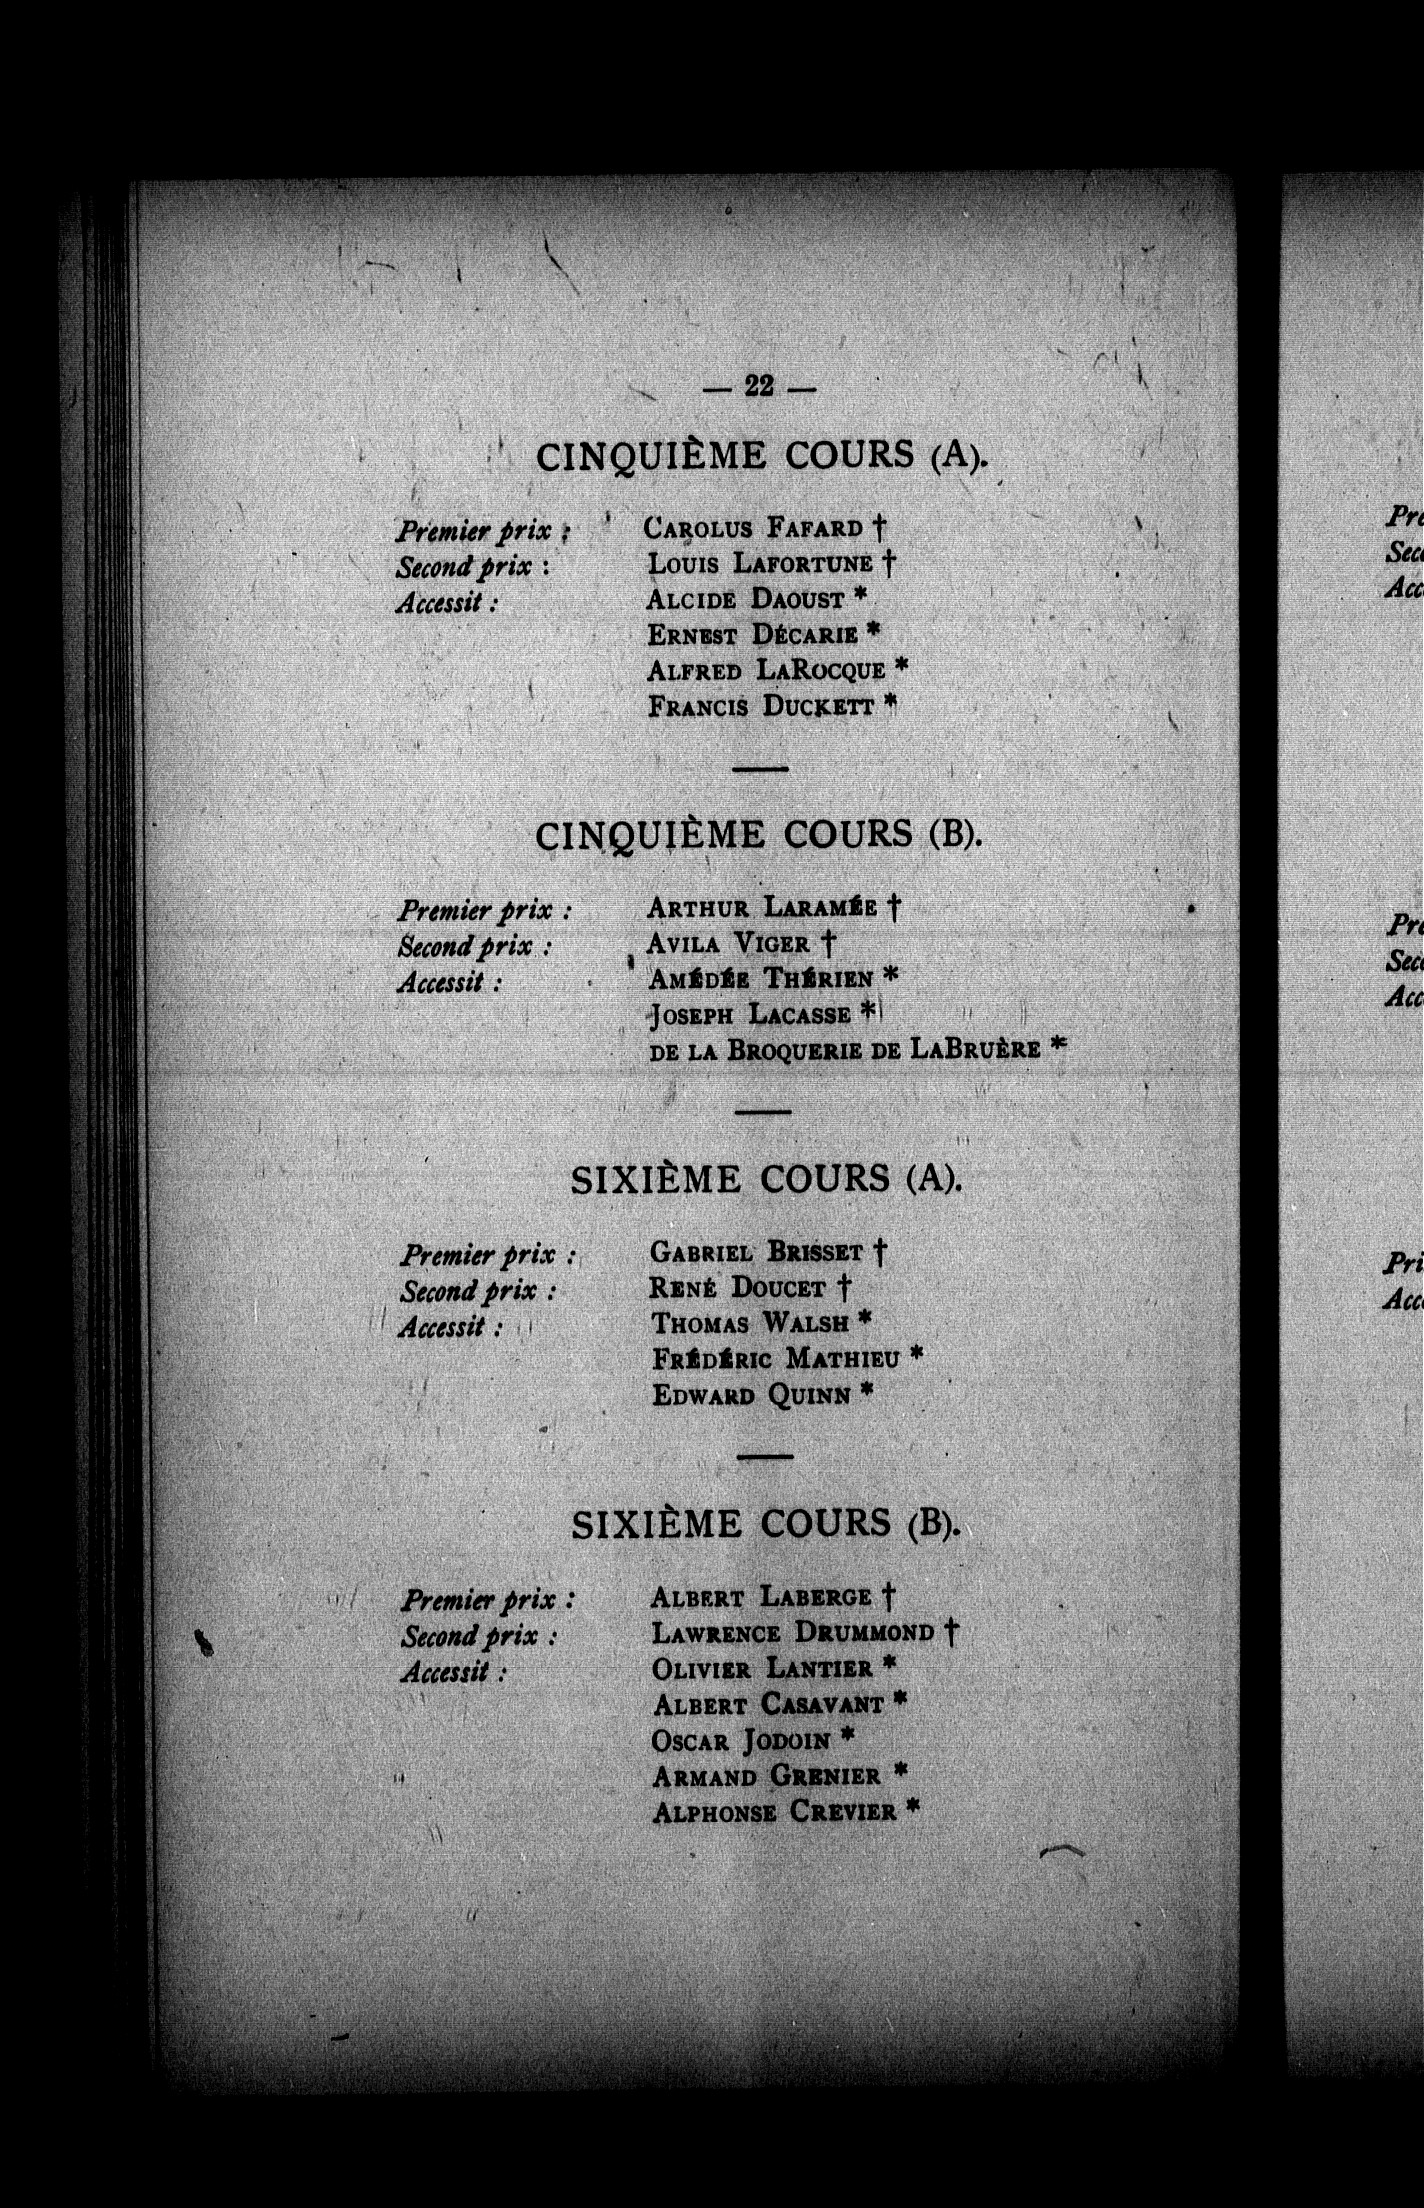 — 22 —
CINQUIÈME COURS (A).
Premier prix : CAROLUS FAFARD †
Second prix : LOUIS LAFORTUNE †
Accessit : ALCIDE DAOUST *
ERNEST DÉCARIE *
ALFRED LAROCQUE *
FRANCIS DUCKETT *
CINQUIÈME COURS (B).
Premier prix : ARTHUR LARAMÉE †
Second prix : AVILA VIGER †
Accessit : AMÉDÉE THÉRIEN *
JOSEPH LACASSE *
DE LA BROQUERIE DE LABRUÈRE *
SIXIÈME COURS (A).
Premier prix : GABRIEL BRISSET †
Second prix : RENÉ DOUCET †
Accessit : THOMAS WALSH *
FRÉDÉRIC MATHIEU *
EDWARD QUINN *
SIXIÈME COURS (B).
Premier prix : ALBERT LABERGE †
Second prix : LAWRENCE DRUMMOND †
Accessit : OLIVIER LANTIER *
ALBERT CASAVANT *
OSCAR JODOIN *
ARMAND GRENIER *
ALPHONSE CREVIER *